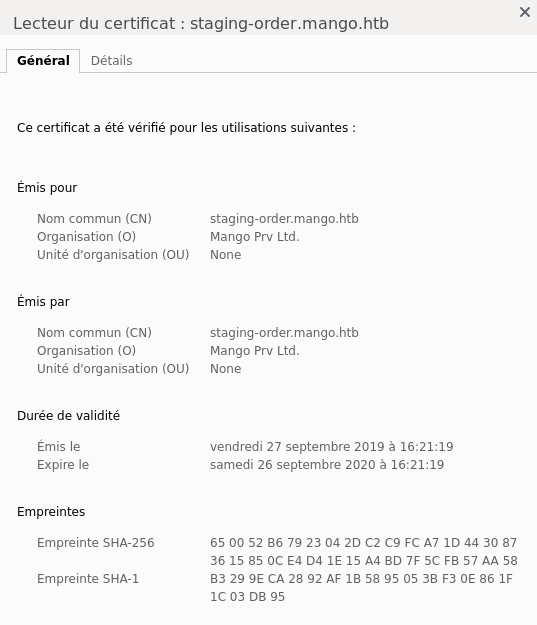 Lecteur du certificat : staging-order.mango.htb
Général Détails
Ce certificat a été vérifié pour les utilisations suivantes :
Émis pour
Nom commun (CN) staging-order.mango.htb
Organisation (O) Mango Prv Ltd.
Unité d'organisation (OU) None
Émis par
Nom commun (CN) staging-order.mango.htb
Organisation (O) Mango Prv Ltd.
Unité d'organisation (OU) None
Durée de validité
Émis le vendredi 27 septembre 2019 à 16:21:19
Expire le samedi 26 septembre 2020 à 16:21:19
Empreintes
Empreinte SHA-256 65 00 52 B6 79 23 04 2D C2 C9 FC A7 1D 44 30 87
36 15 85 0C E4 D4 1E 15 A4 BD 7F 5C FB 57 AA 58
Empreinte SHA-1 B3 29 9E CA 28 92 AF 1B 58 95 05 3B F3 0E 86 1F
1C 03 DB 95